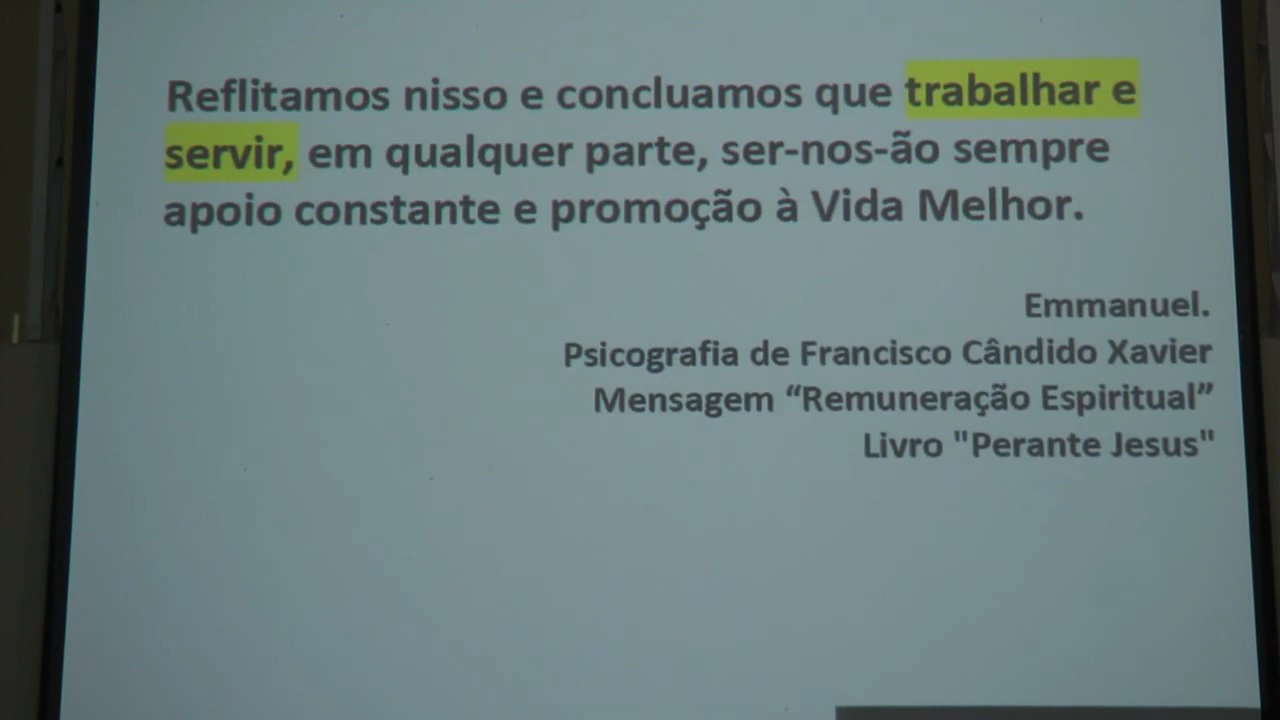 Reflitamos nisso e concluamos que trabalhar e
servir, em qualquer parte, ser-nos-ão sempre
apoio constante e promoção à Vida Melhor.
Emmanuel.
Psicografia de Francisco Cândido Xavier
Mensagem “Remuneração Espiritual”
Livro "Perante Jesus"